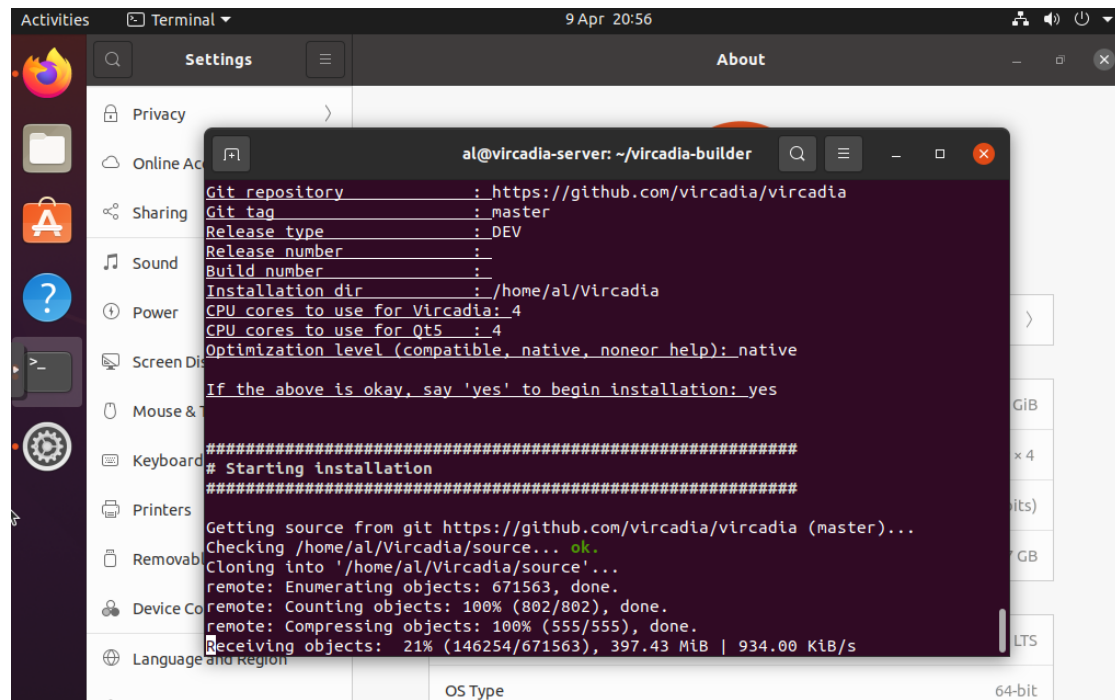 Activities
Terminal
9 Apr 20:56
Settings
About
Privacy
Online Acc
Sharing
Sound
Power
Screen Dis
Mouse & T
Keyboard
Printers
Removabl
Device Co
Language and Region
al@vircadia-server: ~/vircadia-builder
Git repository : https://github.com/vircadia/vircadia
Git tag : master
Release type : DEV
Release number :
Build number :
Installation dir : /home/al/Vircadia
CPU cores to use for Vircadia: 4
CPU cores to use for Qt5 : 4
Optimization level (compatible, native, noneor help): native
If the above is okay, say 'yes' to begin installation: yes
############################################################
# Starting installation
############################################################
Getting source from git https://github.com/vircadia/vircadia (master)...
Checking /home/al/Vircadia/source... ok.
Cloning into '/home/al/Vircadia/source'...
remote: Enumerating objects: 671563, done.
remote: Counting objects: 100% (802/802), done.
remote: Compressing objects: 100% (555/555), done.
Receiving objects: 21% (146254/671563), 397.43 MiB | 934.00 KiB/s
GiB
× 4
bits)
GB
LTS
OS Type
64-bit